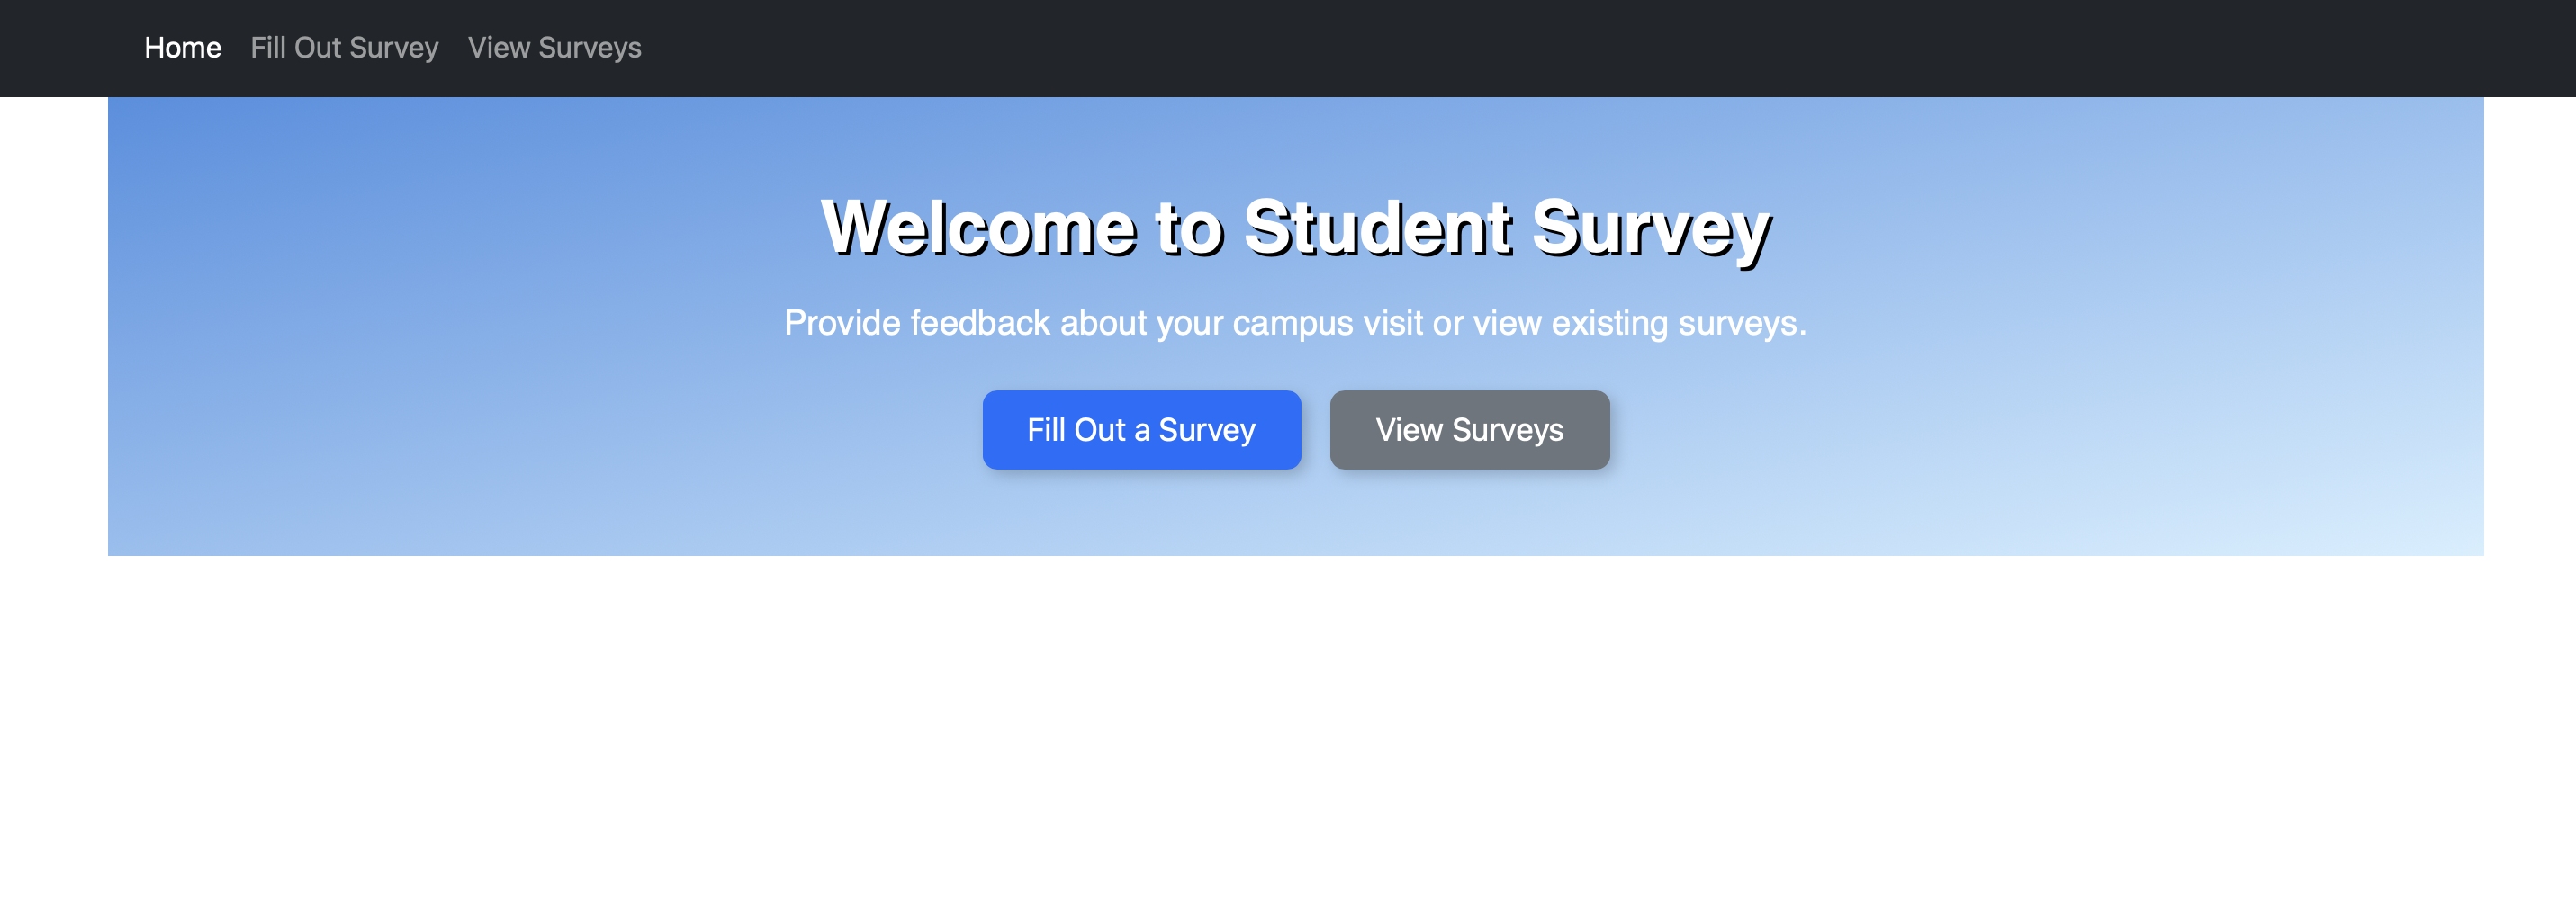 Home Fill Out Survey View Surveys
Welcome to Student Survey
Provide feedback about your campus visit or view existing surveys.
Fill Out a Survey View Surveys